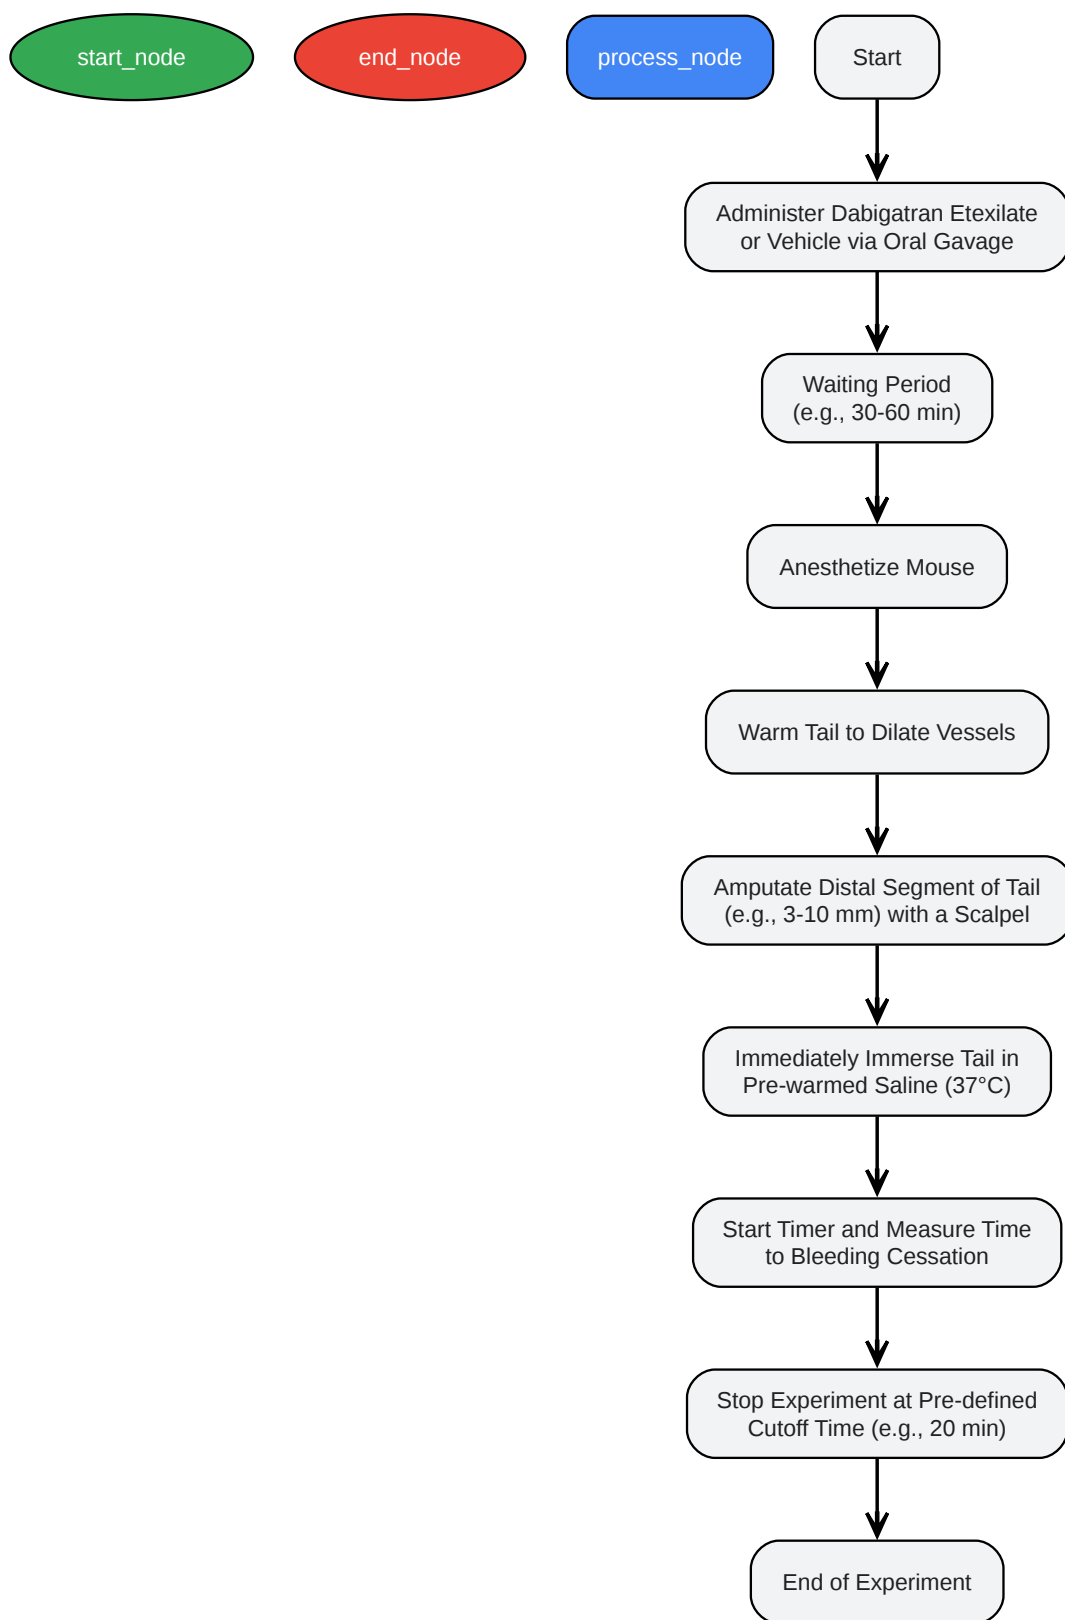 start_node
end_node
process_node
Start
Administer Dabigatran Etexilate
or Vehicle via Oral Gavage
Waiting Period
(e.g., 30-60 min)
Anesthetize Mouse
Warm Tail to Dilate Vessels
Amputate Distal Segment of Tail
(e.g., 3-10 mm) with a Scalpel
Immediately Immerse Tail in
Pre-warmed Saline (37°C)
Start Timer and Measure Time
to Bleeding Cessation
Stop Experiment at Pre-defined
Cutoff Time (e.g., 20 min)
End of Experiment